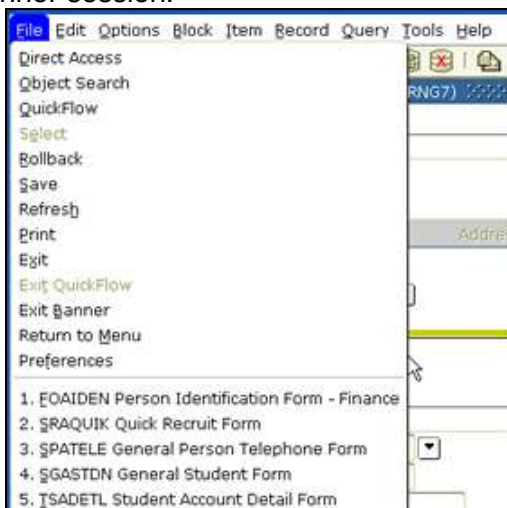 File Edit Options Block Item Record Query Tools Help
Direct Access
Object Search
QuickFlow
Select
Rollback
Save
Refresh
Print
Exit
Exit QuickFlow
Exit Banner
Return to Menu
Preferences
1. FOAIDEN Person Identification Form - Finance
2. SRAQUIK Quick Recruit Form
3. SPATELE General Person Telephone Form
4. SGASTDN General Student Form
5. TSADETL Student Account Detail Form
RNG7)
Addre